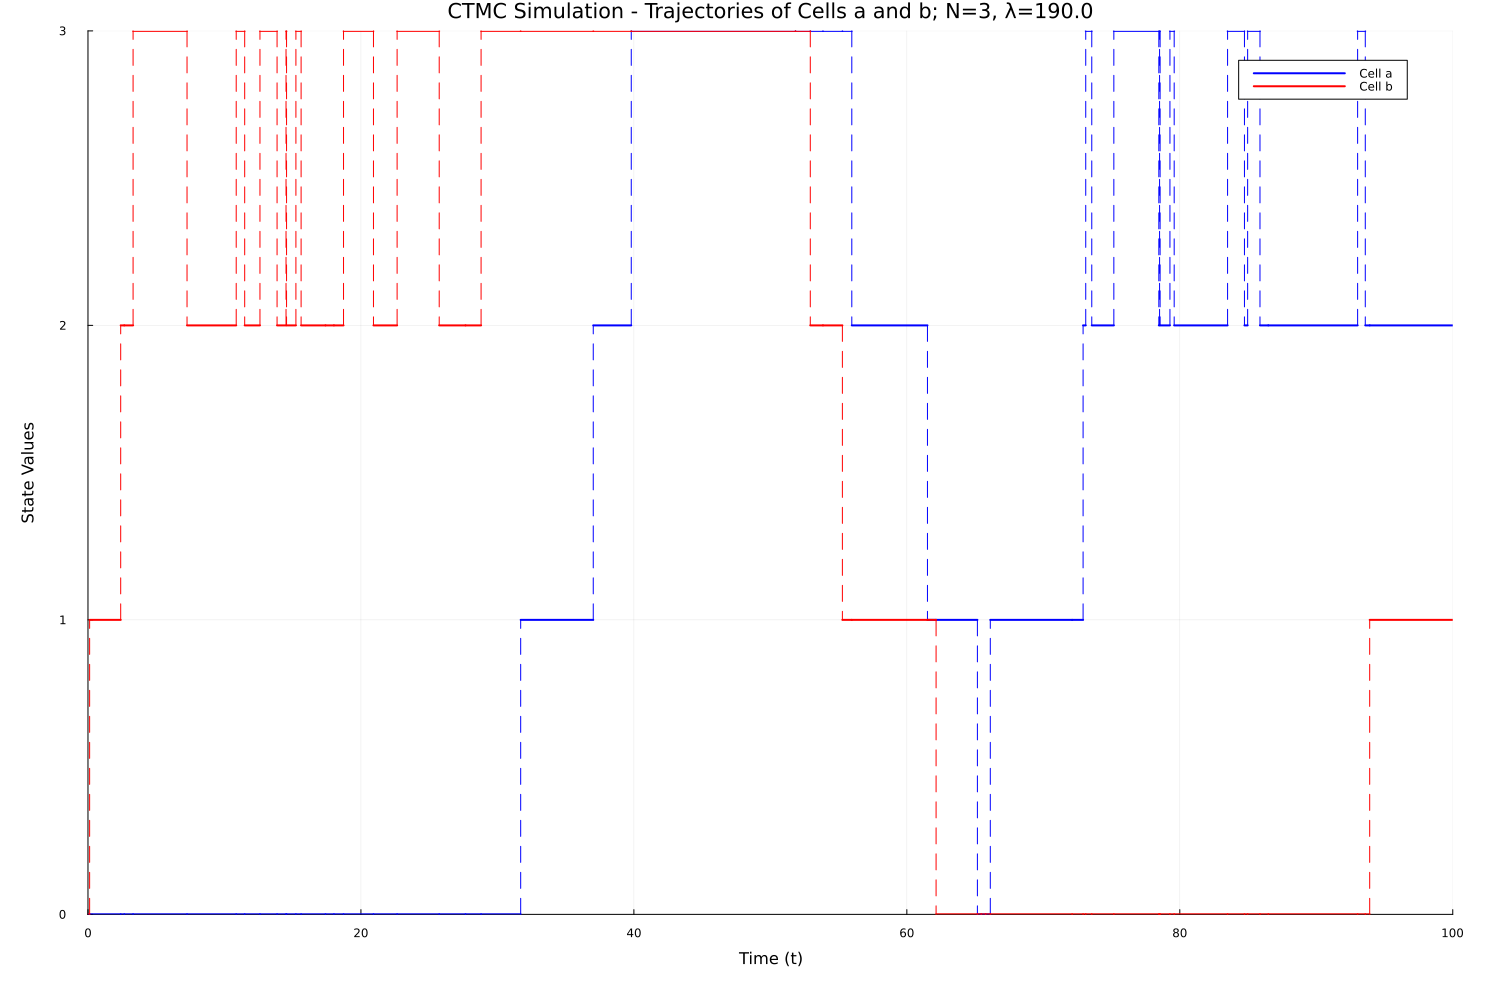 CTMC Simulation - Trajectories of Cells a and b; N=3, λ=190.0
3
Cell a
Cell b
2
State Values
1
0
0 20 40 60 80 100
Time (t)